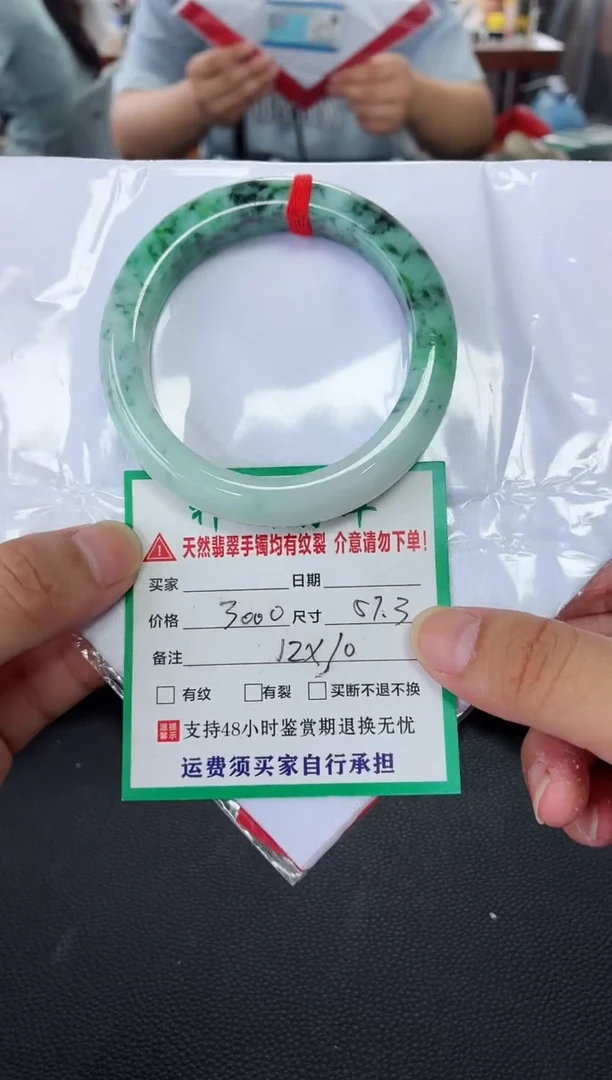 天然翡翠手镯均有纹裂 介意请勿下单!
买家 日期
价格 3000 尺寸 57.3
备注 12X10
有纹 有裂 买断不退不换
温馨提示 支持48小时鉴赏期退换无忧
运费须买家自行承担